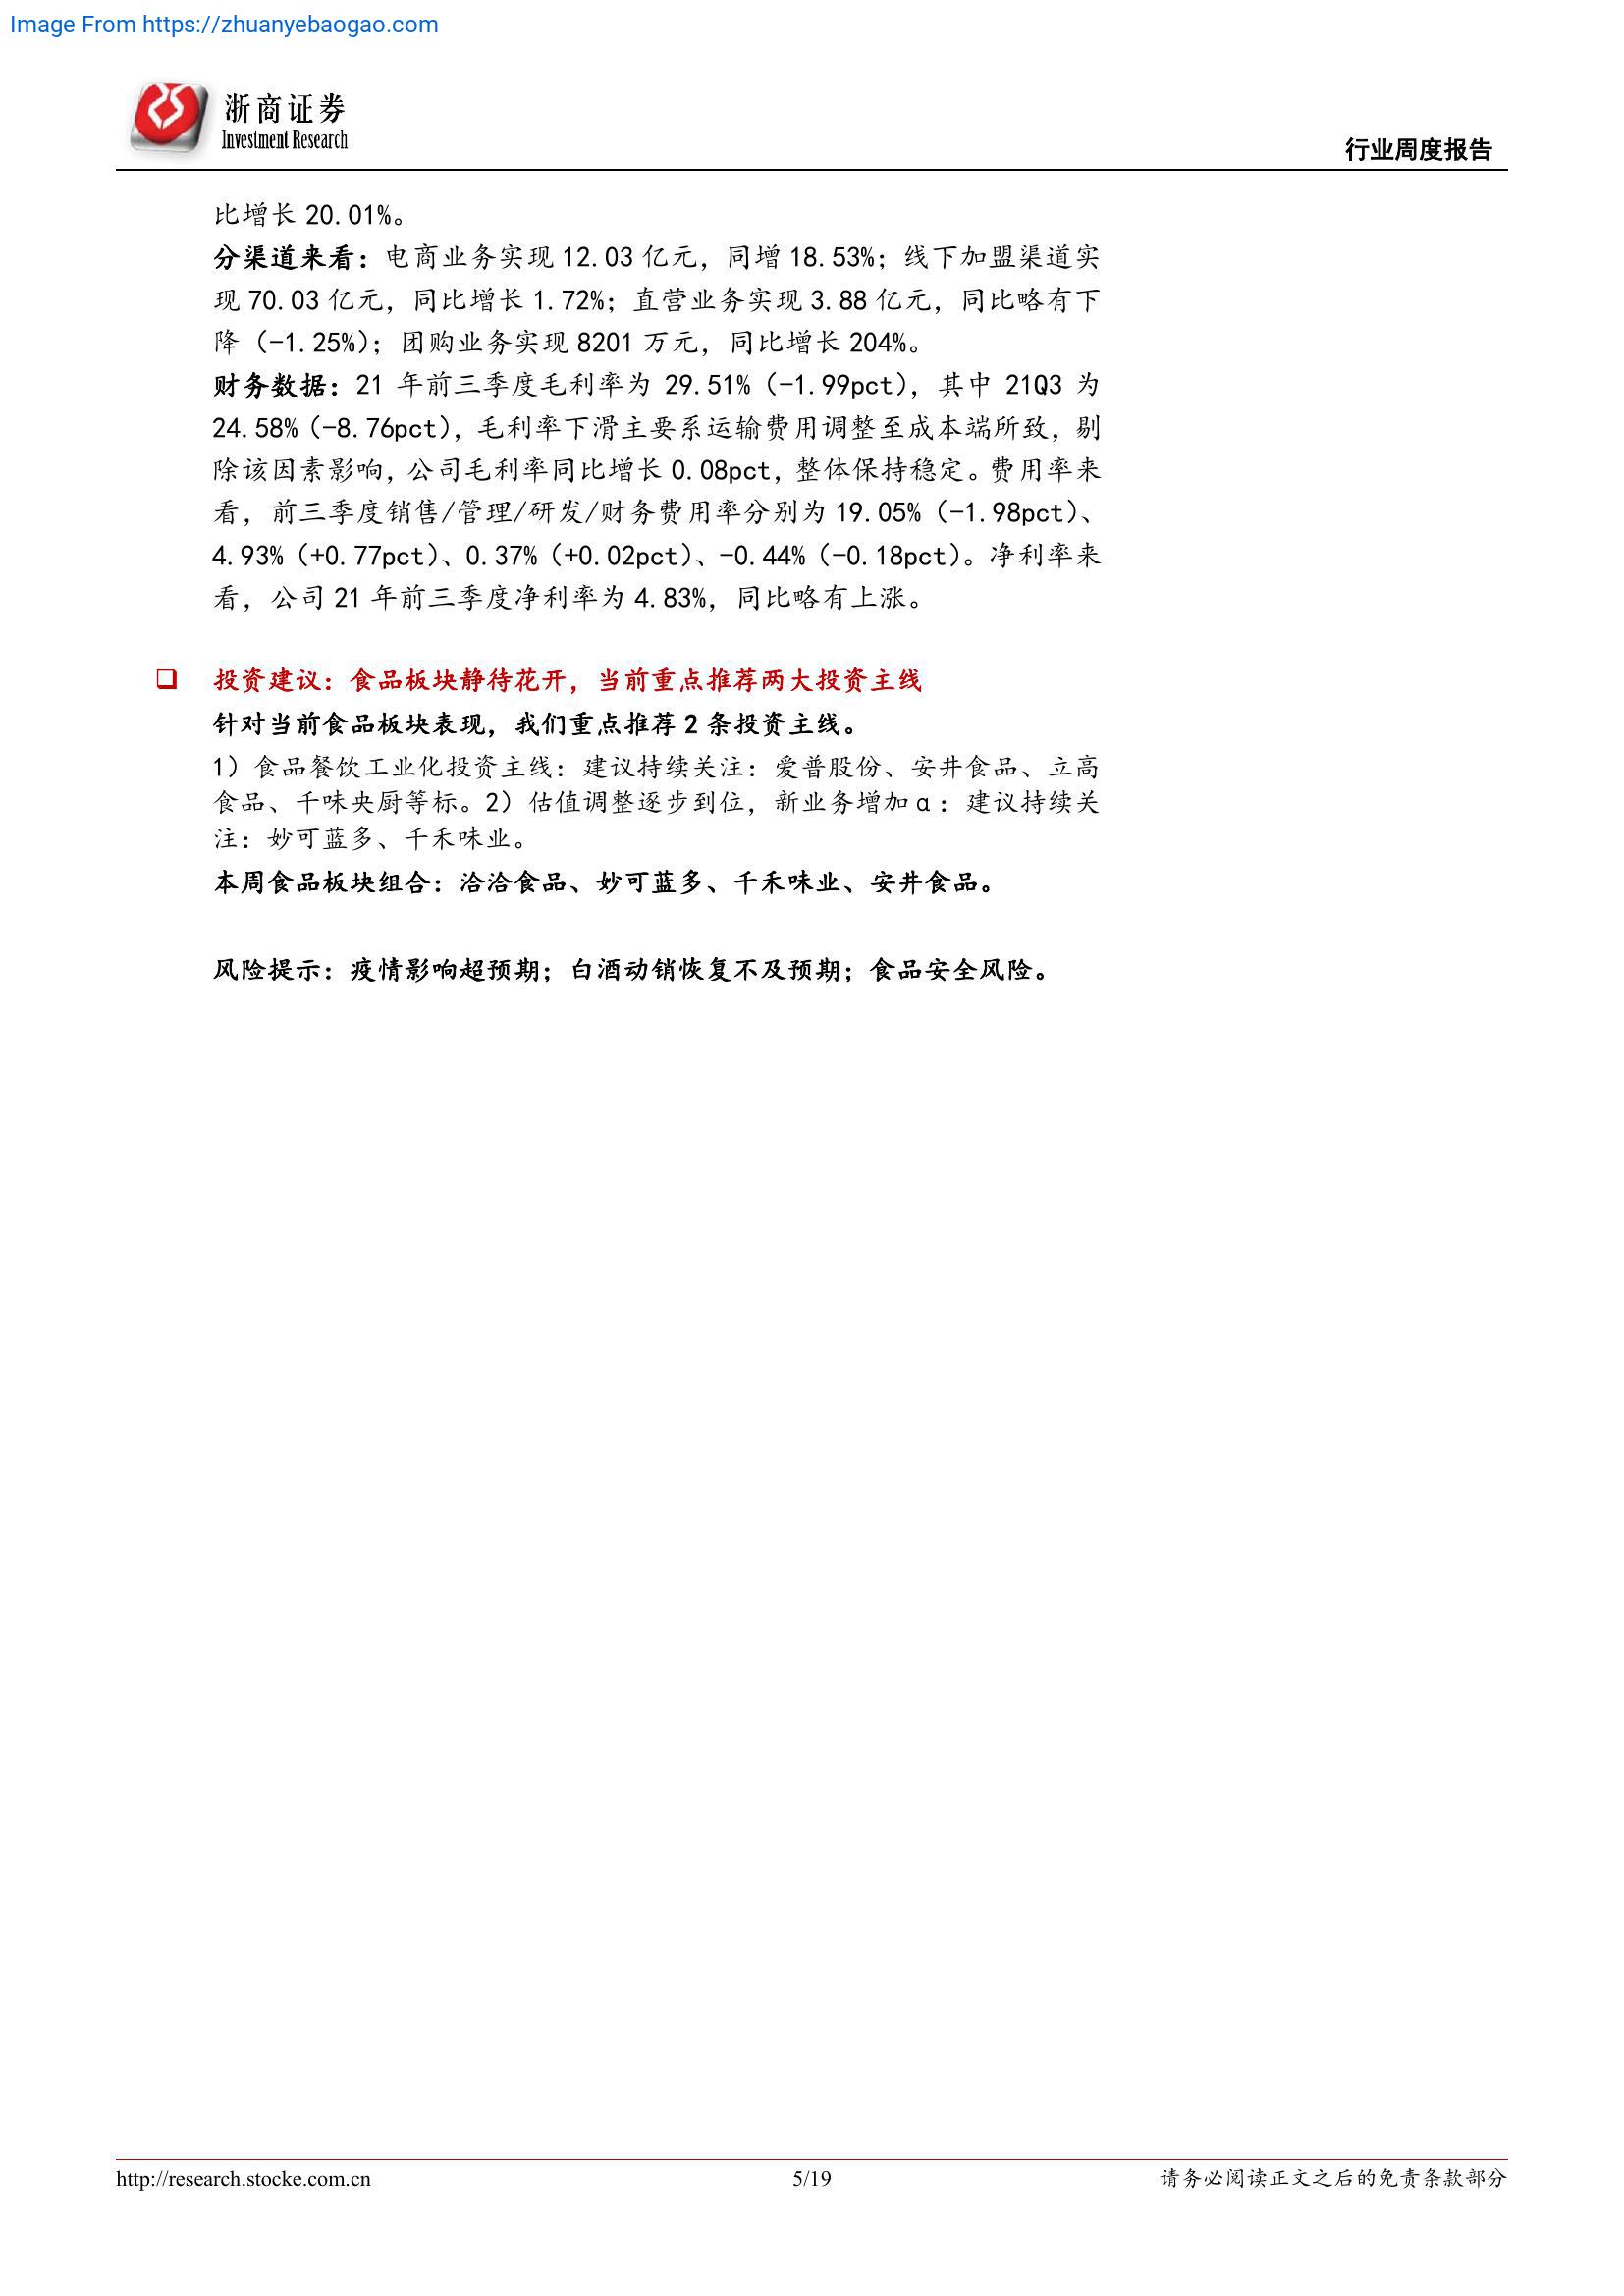 Image From https://zhuanyebaogao.com
浙商证券
Investment Research
行业周度报告
比增长 20.01%。
分渠道来看：电商业务实现 12.03 亿元，同增 18.53%；线下加盟渠道实
现 70.03 亿元，同比增长 1.72%；直营业务实现 3.88 亿元，同比略有下
降（-1.25%）；团购业务实现 8201 万元，同比增长 204%。
财务数据：21 年前三季度毛利率为 29.51%（-1.99pct），其中 21Q3 为
24.58%（-8.76pct），毛利率下滑主要系运输费用调整至成本端所致，剔
除该因素影响，公司毛利率同比增长 0.08pct，整体保持稳定。费用率来
看，前三季度销售/管理/研发/财务费用率分别为 19.05%（-1.98pct）、
4.93%（+0.77pct）、0.37%（+0.02pct）、-0.44%（-0.18pct）。净利率来
看，公司 21 年前三季度净利率为 4.83%，同比略有上涨。
❑ 投资建议：食品板块静待花开，当前重点推荐两大投资主线
针对当前食品板块表现，我们重点推荐 2 条投资主线。
1）食品餐饮工业化投资主线：建议持续关注：爱普股份、安井食品、立高
食品、千味央厨等标。2）估值调整逐步到位，新业务增加α：建议持续关
注：妙可蓝多、千禾味业。
本周食品板块组合：洽洽食品、妙可蓝多、千禾味业、安井食品。
风险提示：疫情影响超预期；白酒动销恢复不及预期；食品安全风险。
http://research.stocke.com.cn
5/19
请务必阅读正文之后的免责条款部分